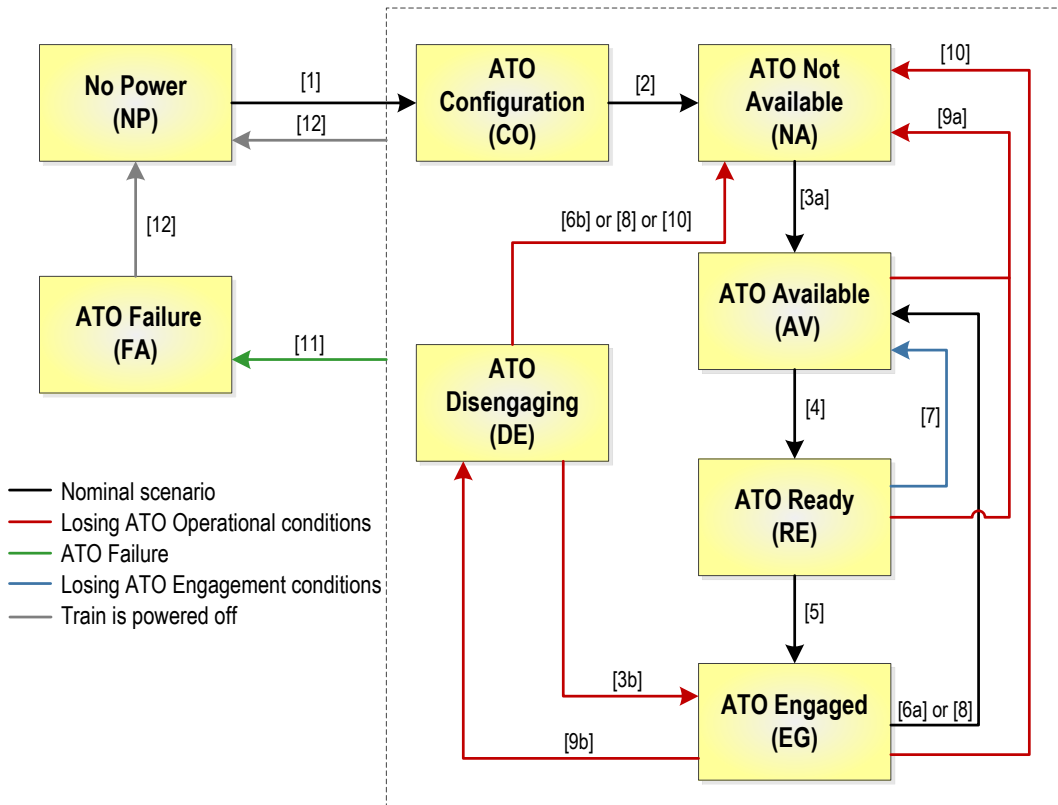 No Power
(NP)
[1]
ATO
Configuration
(CO)
[2]
ATO Not
Available
(NA)
[10]
[9a]
[12]
[12]
[6b] or [8] or [10]
[3a]
ATO Failure
(FA)
[11]
ATO
Disengaging
(DE)
ATO Available
(AV)
[4]
[7]
Nominal scenario
Losing ATO Operational conditions
ATO Failure
Losing ATO Engagement conditions
Train is powered off
ATO Ready
(RE)
[5]
[3b]
[9b]
ATO Engaged
(EG)
[6a] or [8]